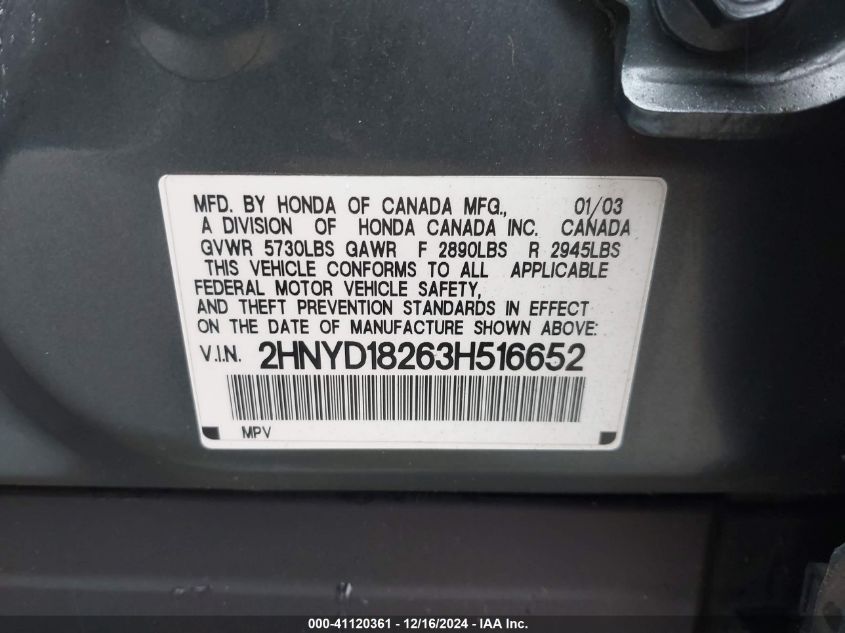 MFD. BY HONDA OF CANADA MFG., 01/03
A DIVISION OF HONDA CANADA INC. CANADA
GVWR 5730LBS GAWR F 2890LBS R 2945LBS
THIS VEHICLE CONFORMS TO ALL APPLICABLE
FEDERAL MOTOR VEHICLE SAFETY,
AND THEFT PREVENTION STANDARDS IN EFFECT
ON THE DATE OF MANUFACTURE SHOWN ABOVE:
V.I.N. 2HNYD18263H516652
MPV
000-41120361 - 12/16/2024 - IAA Inc.